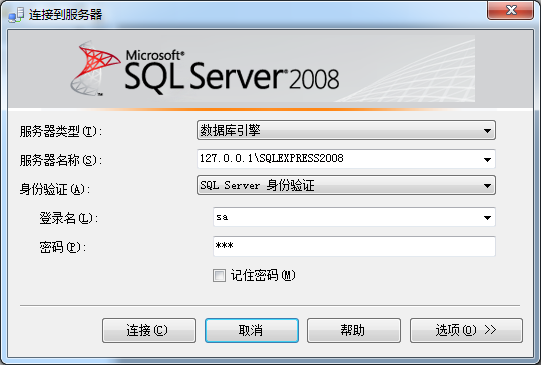 连接到服务器
Microsoft®
SQL Server® 2008
服务器类型(T): 数据库引擎
服务器名称(S): 127.0.0.1\SQLEXPRESS2008
身份验证(A): SQL Server 身份验证
登录名(L): sa
密码(P): ***
记住密码(M)
连接(C) 取消 帮助 选项(O) >>